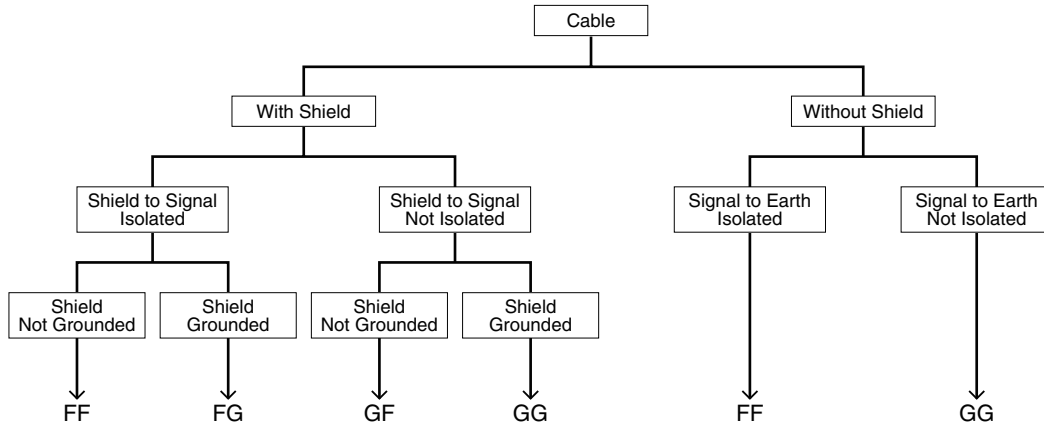 Cable
With Shield
Without Shield
Shield to Signal
Isolated
Shield to Signal
Not Isolated
Signal to Earth
Isolated
Signal to Earth
Not Isolated
Shield
Not Grounded
Shield
Grounded
Shield
Not Grounded
Shield
Grounded
FF
FG
GF
GG
FF
GG